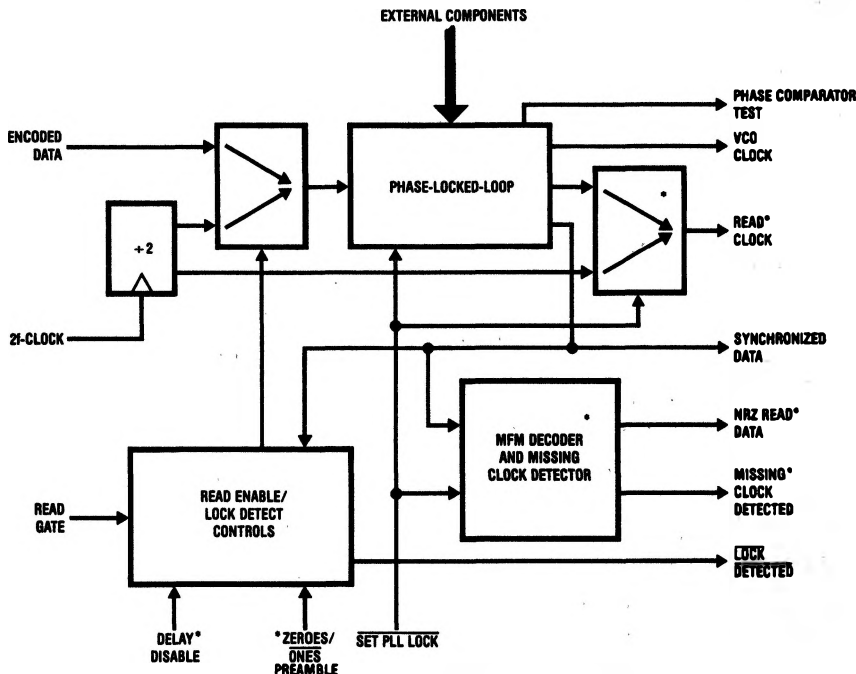 EXTERNAL COMPONENTS
PHASE COMPARATOR
TEST
ENCODED
DATA
VCO
CLOCK
PHASE-LOCKED-LOOP
*
READ*
CLOCK
÷2
2f-CLOCK
SYNCHRONIZED
DATA
*
MFM DECODER
AND MISSING
CLOCK DETECTOR
NRZ READ*
DATA
READ ENABLE/
LOCK DETECT
CONTROLS
READ
GATE
MISSING*
CLOCK
DETECTED
LOCK
DETECTED
DELAY*
DISABLE
*ZEROES/
ONES
PREAMBLE
SET PLL LOCK